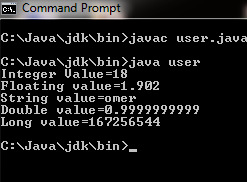 Command Prompt
C:\Java\jdk\bin>javac user.java
C:\Java\jdk\bin>java user
Integer Value=18
Floating value=1.902
String value=omer
Double value=0.9999999999
Long value=167256544
C:\Java\jdk\bin>_